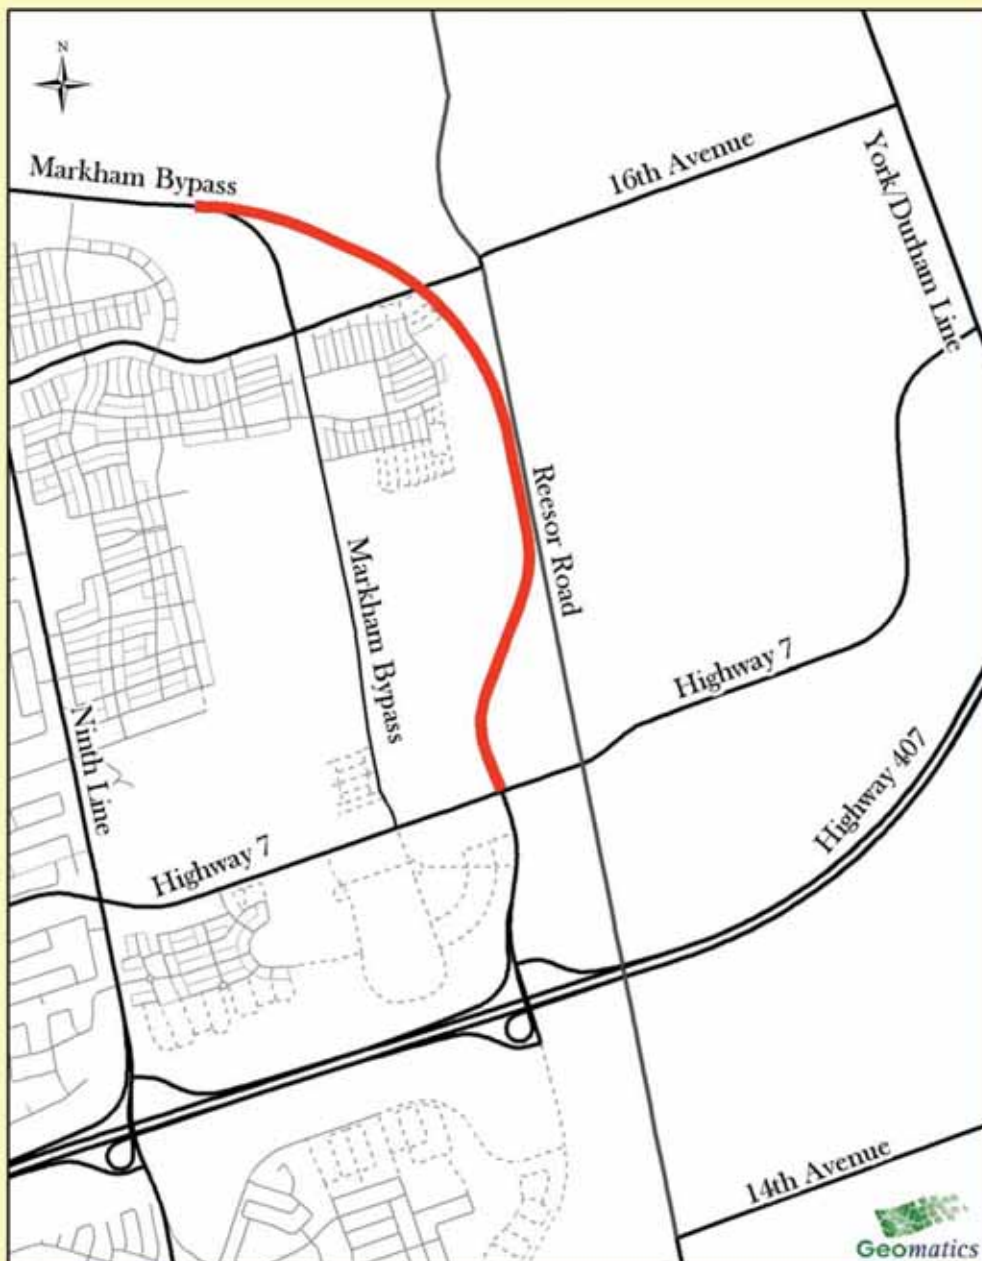 N
Markham Bypass
16th Avenue
York/Durham Line
Reesor Road
Markham Bypass
Highway 7
Ninth Line
Highway 407
Highway 7
14th Avenue
Geomatics